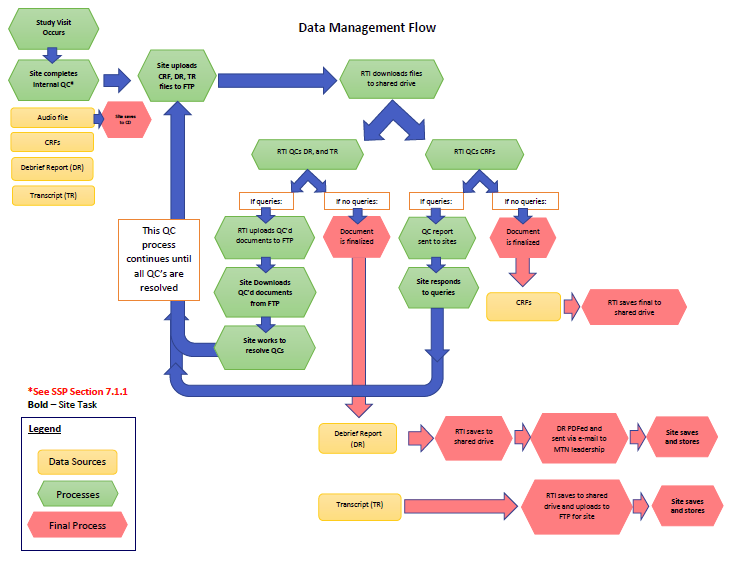 Data Management Flow
Study Visit
Occurs
Site completes
Internal QC*
Site uploads
CRF, DR, TR
files to FTP
RTI downloads files
to shared drive
Audio file
Site saves
to CD
CRFs
Debrief Report (DR)
Transcript (TR)
RTI QCs DR, and TR
RTI QCs CRFs
If queries:
If no queries:
If queries:
If no queries:
This QC
process
continues until
all QC's are
resolved
RTI uploads QC'd
documents to FTP
Document
is finalized
QC report
sent to sites
Document
is finalized
Site Downloads
QC'd documents
from FTP
Site responds
to queries
CRFs
RTI saves final to
shared drive
Site works to
resolve QCs
*See SSP Section 7.1.1
Bold – Site Task
Legend
Data Sources
Processes
Final Process
Debrief Report
(DR)
RTI saves to
shared drive
DR PDFed and
sent via e-mail to
MTN leadership
Site saves
and stores
Transcript (TR)
RTI saves to shared
drive and uploads to
FTP for site
Site saves
and stores